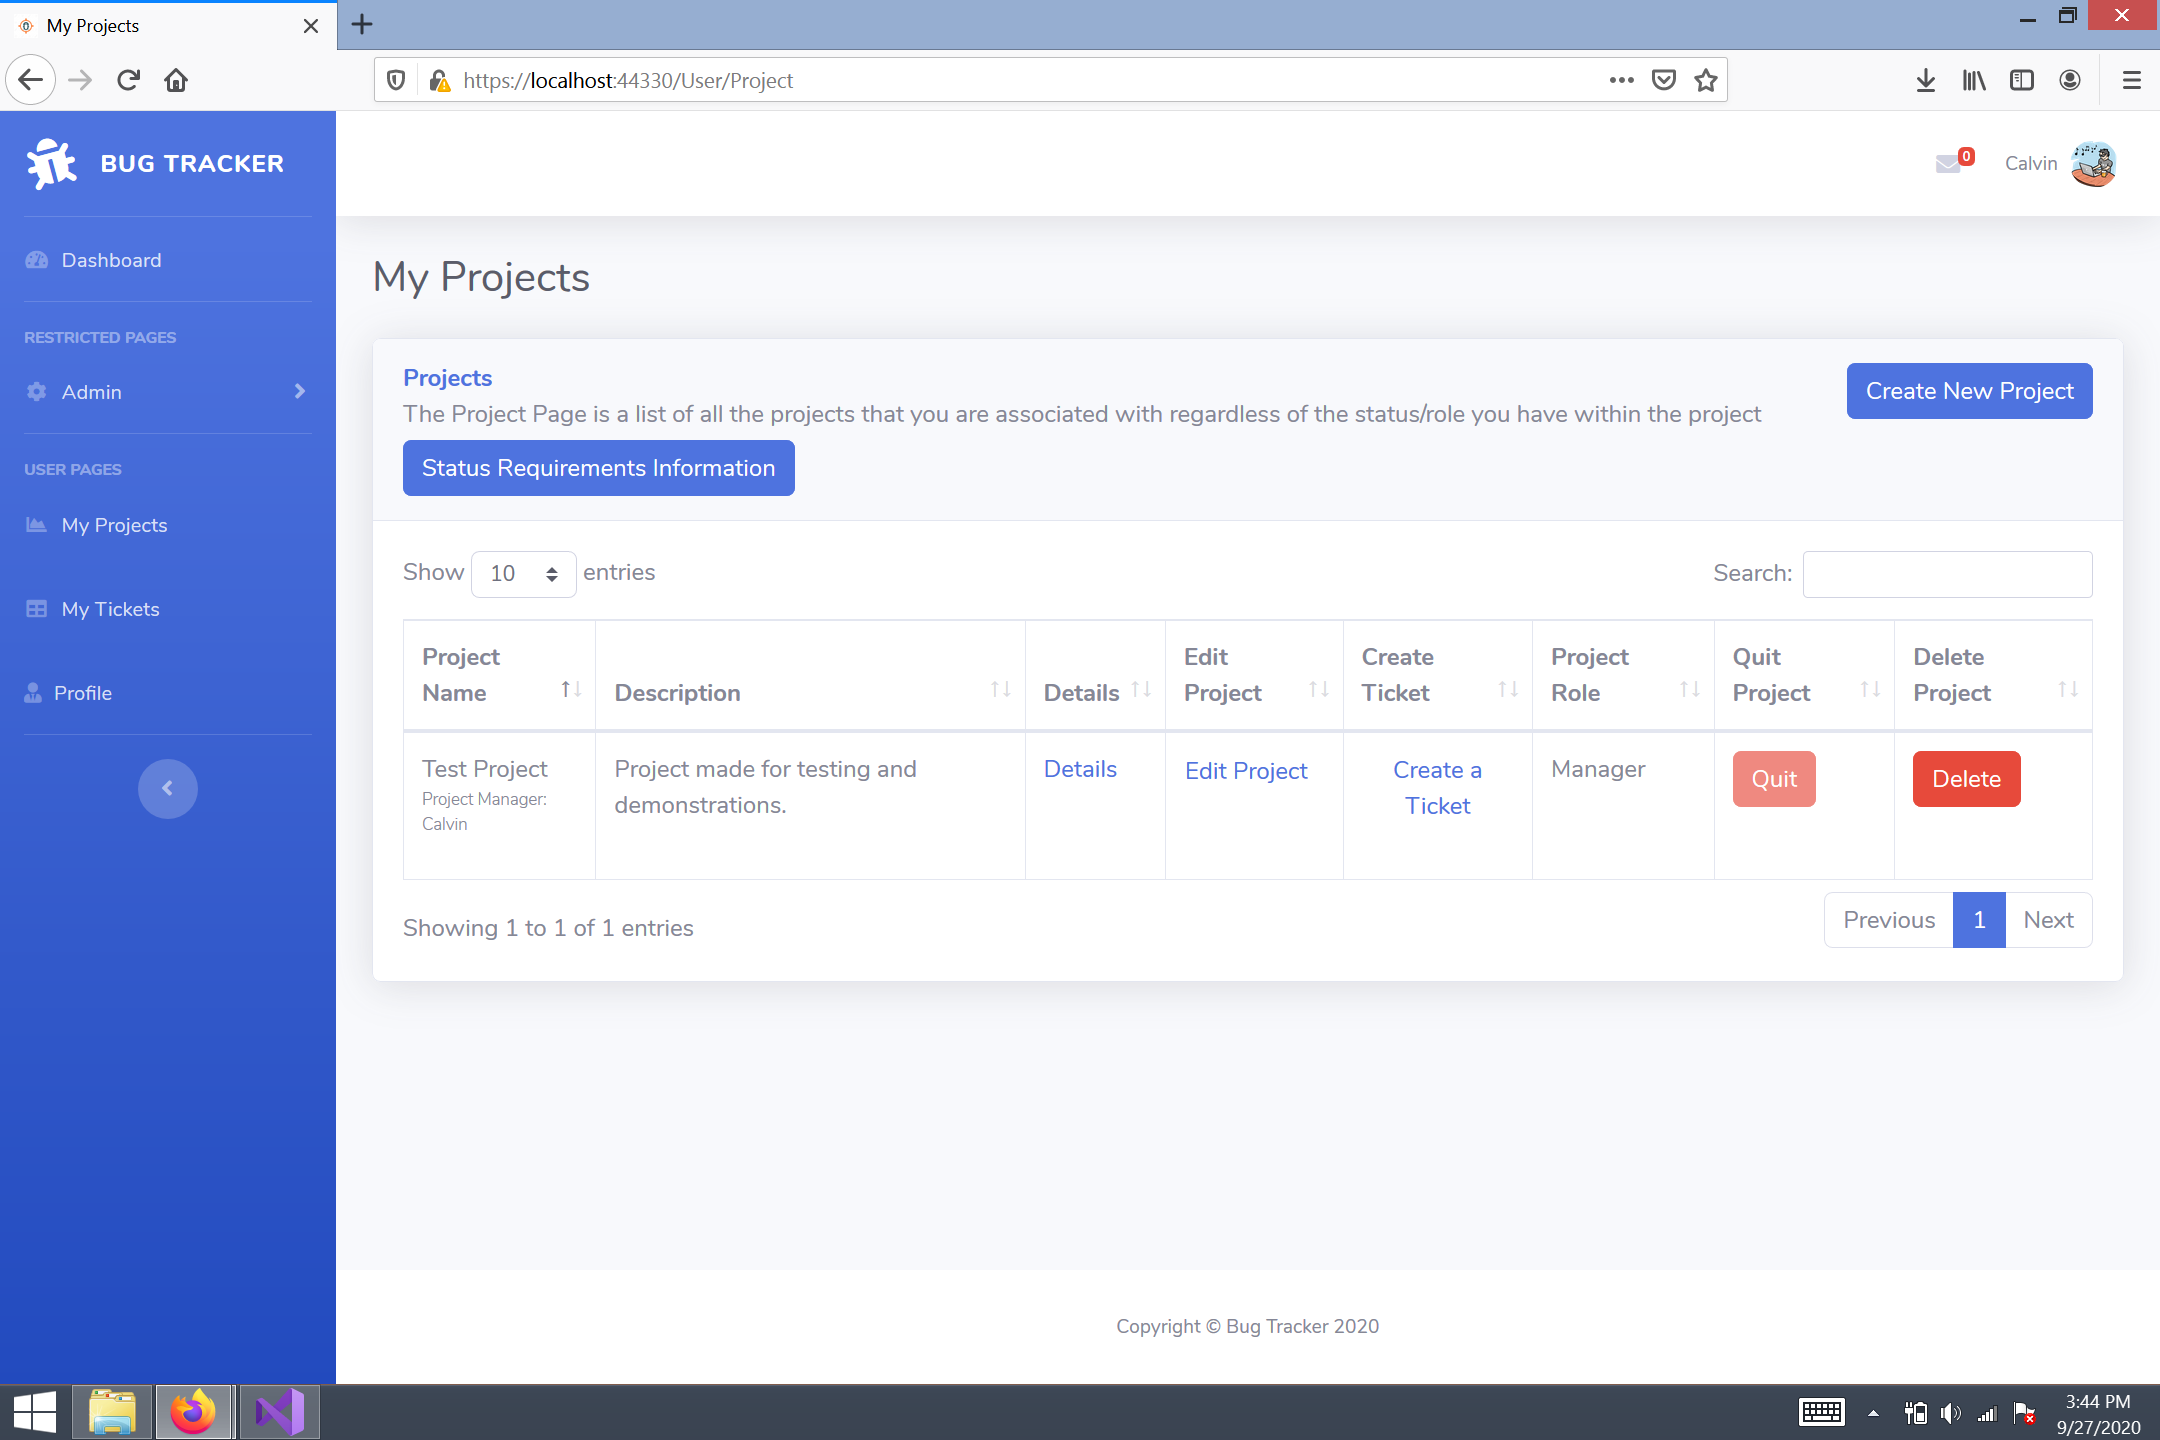 My Projects
https://localhost:44330/User/Project
BUG TRACKER
0
Calvin
Dashboard
RESTRICTED PAGES
Admin
USER PAGES
My Projects
My Tickets
Profile
My Projects
Projects
The Project Page is a list of all the projects that you are associated with regardless of the status/role you have within the project
Create New Project
Status Requirements Information
Show 10 entries
Search:
Project Name
Description
Details
Edit Project
Create Ticket
Project Role
Quit Project
Delete Project
Test Project
Project Manager:
Calvin
Project made for testing and
demonstrations.
Details
Edit Project
Create a
Ticket
Manager
Quit
Delete
Showing 1 to 1 of 1 entries
Previous 1 Next
Copyright © Bug Tracker 2020
3:44 PM
9/27/2020